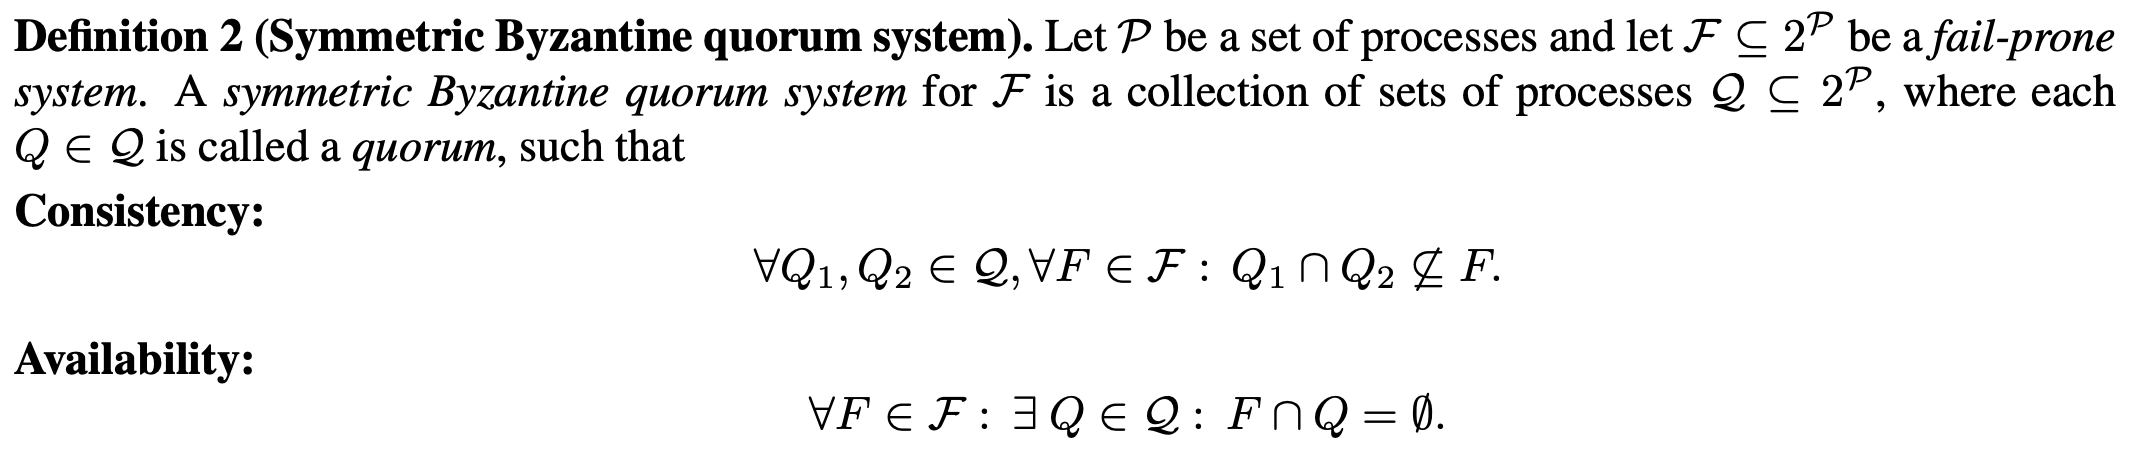 Definition 2 (Symmetric Byzantine quorum system). Let 𝒫 be a set of processes and let ℱ ⊆ 2^𝒫 be a fail-prone
system. A symmetric Byzantine quorum system for ℱ is a collection of sets of processes 𝒬 ⊆ 2^𝒫, where each
Q ∈ 𝒬 is called a quorum, such that
Consistency:
∀Q₁, Q₂ ∈ 𝒬, ∀F ∈ ℱ : Q₁ ∩ Q₂ ⊈ F.
Availability:
∀F ∈ ℱ : ∃ Q ∈ 𝒬 : F ∩ Q = ∅.